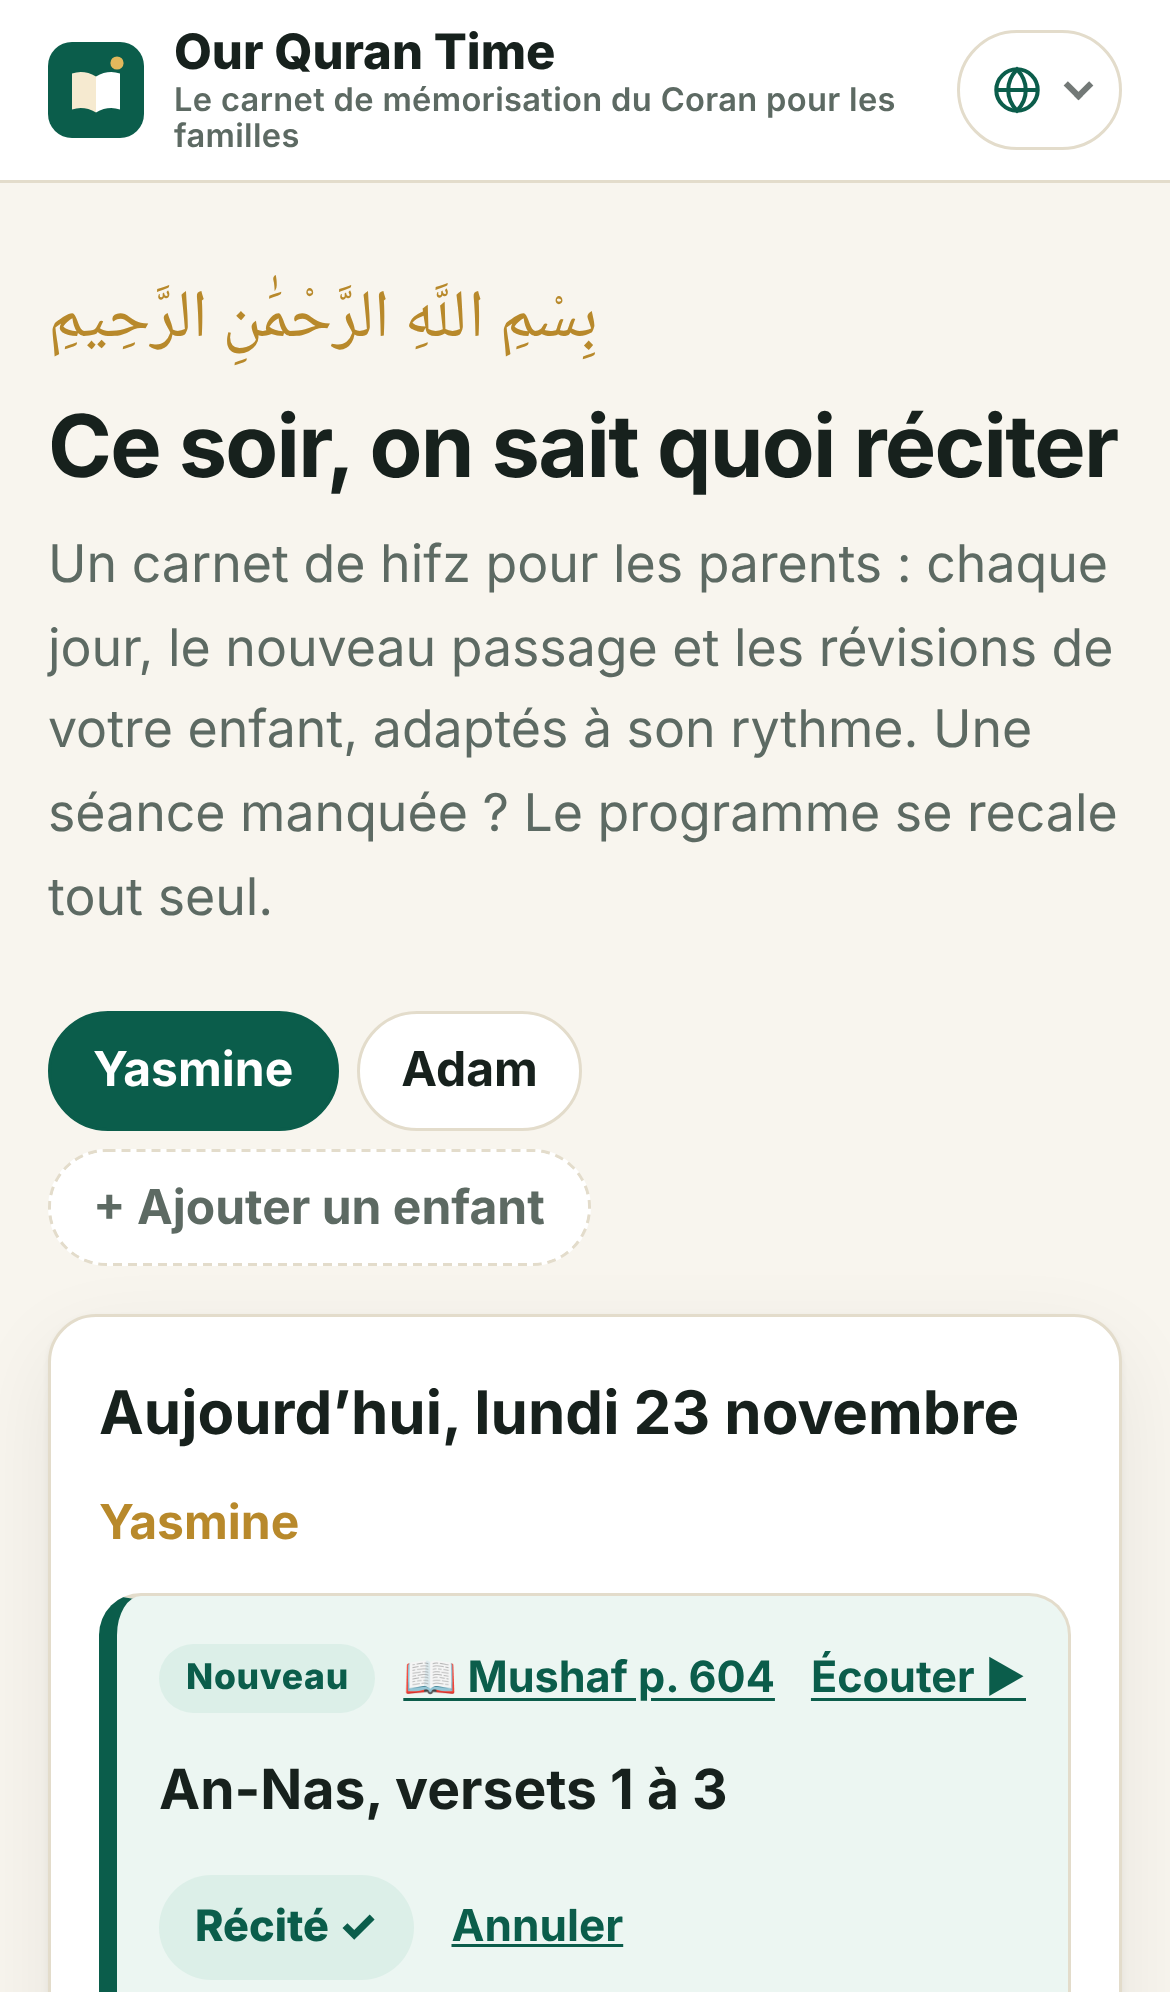 Our Quran Time
Le carnet de mémorisation du Coran pour les
familles
بِسْمِ اللَّهِ الرَّحْمَٰنِ الرَّحِيمِ
Ce soir, on sait quoi réciter
Un carnet de hifz pour les parents : chaque
jour, le nouveau passage et les révisions de
votre enfant, adaptés à son rythme. Une
séance manquée ? Le programme se recale
tout seul.
Yasmine Adam
+ Ajouter un enfant
Aujourd’hui, lundi 23 novembre
Yasmine
Nouveau 📖 Mushaf p. 604 Écouter ▶
An-Nas, versets 1 à 3
Récité ✓ Annuler